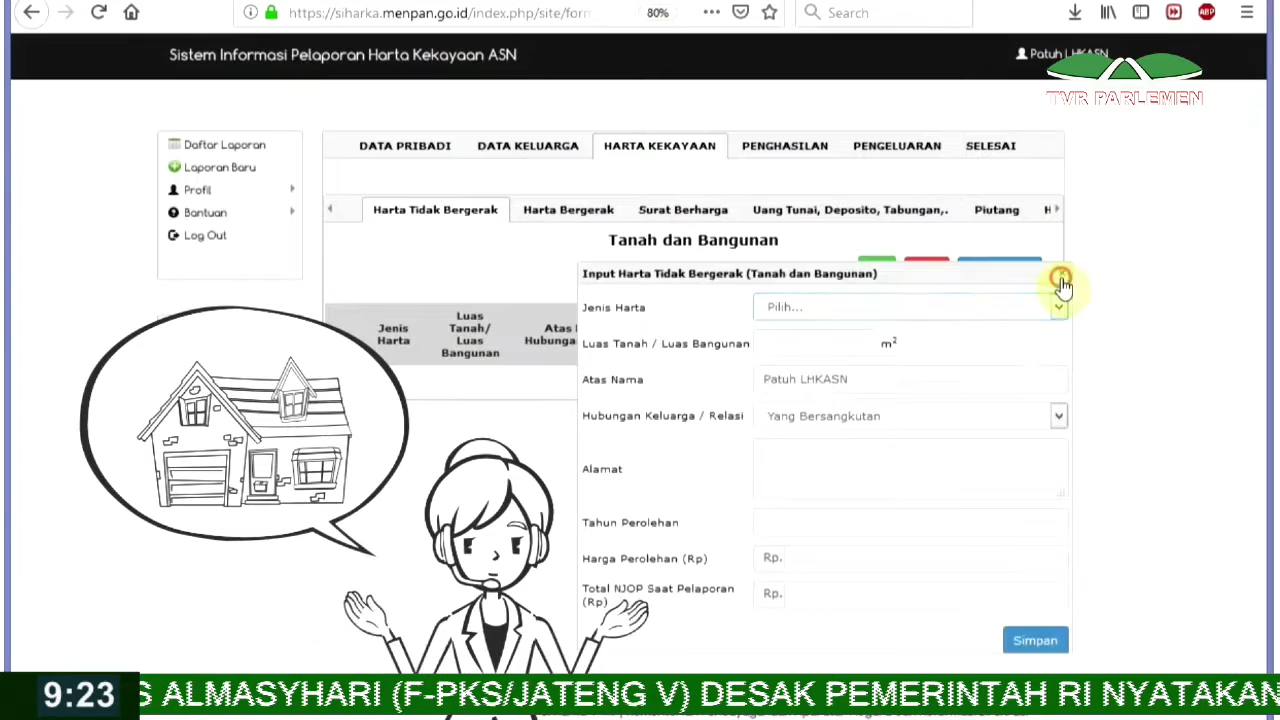 https://siharka.menpan.go.id/index.php/site/form
80%
Search
ABP
Sistem Informasi Pelaporan Harta Kekayaan ASN
Patuh LHKASN
TVR PARLEMEN
Daftar Laporan
Laporan Baru
Profil
Bantuan
Log Out
DATA PRIBADI
DATA KELUARGA
HARTA KEKAYAAN
PENGHASILAN
PENGELUARAN
SELESAI
Harta Tidak Bergerak
Harta Bergerak
Surat Berharga
Uang Tunai, Deposito, Tabungan,.
Piutang
H
Tanah dan Bangunan
Jenis Harta
Luas Tanah/ Luas Bangunan
Atas
Hubunga
Input Harta Tidak Bergerak (Tanah dan Bangunan)
Jenis Harta
Pilih...
Luas Tanah / Luas Bangunan
m²
Atas Nama
Patuh LHKASN
Hubungan Keluarga / Relasi
Yang Bersangkutan
Alamat
Tahun Perolehan
Harga Perolehan (Rp)
Rp.
Total NJOP Saat Pelaporan
(Rp)
Rp.
Simpan
9:23
S ALMASYHARI (F-PKS/JATENG V) DESAK PEMERINTAH RI NYATAKAN